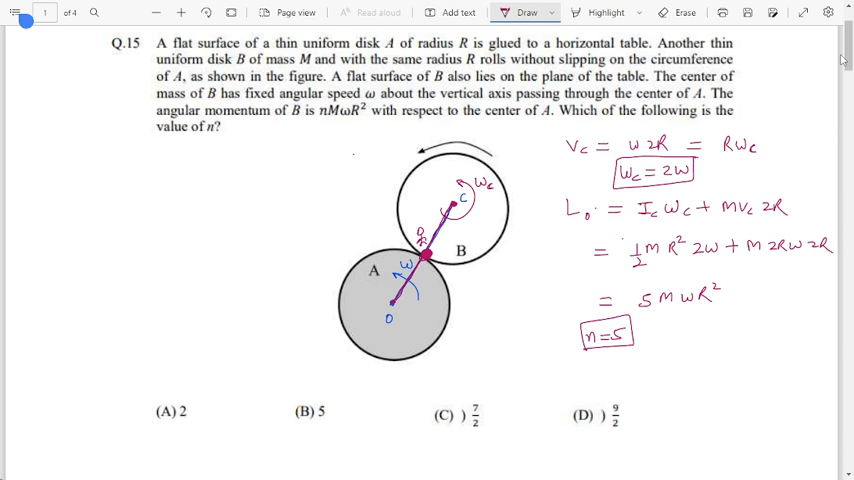 1 of 4 Page view Read aloud Add text Draw Highlight Erase
Q.15 A flat surface of a thin uniform disk A of radius R is glued to a horizontal table. Another thin
uniform disk B of mass M and with the same radius R rolls without slipping on the circumference
of A, as shown in the figure. A flat surface of B also lies on the plane of the table. The center of
mass of B has fixed angular speed ω about the vertical axis passing through the center of A. The
angular momentum of B is nMωR² with respect to the center of A. Which of the following is the
value of n?
Vc = ω 2R = Rωc
ωc = 2ω
L₀ = Ic ωc + mvc 2R
= 1/2 m R² 2ω + m 2Rω 2R
= 5 m ωR²
n=5
ωc
C
B
A
ω
O
(A) 2 (B) 5 (C) ) 7/2 (D) ) 9/2